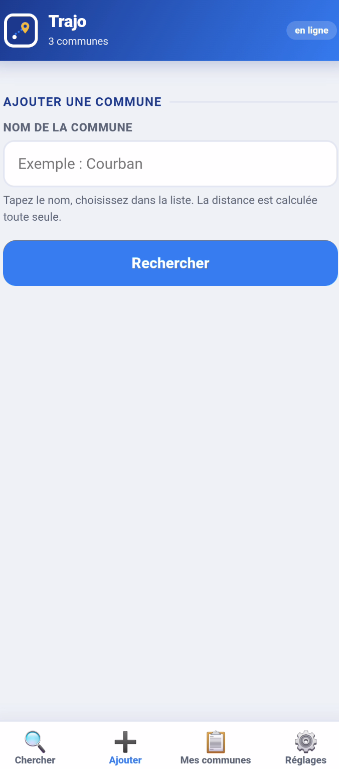 Trajo
3 communes
en ligne
AJOUTER UNE COMMUNE
NOM DE LA COMMUNE
Exemple : Courban
Tapez le nom, choisissez dans la liste. La distance est calculée
toute seule.
Rechercher
Chercher
Ajouter
Mes communes
Réglages